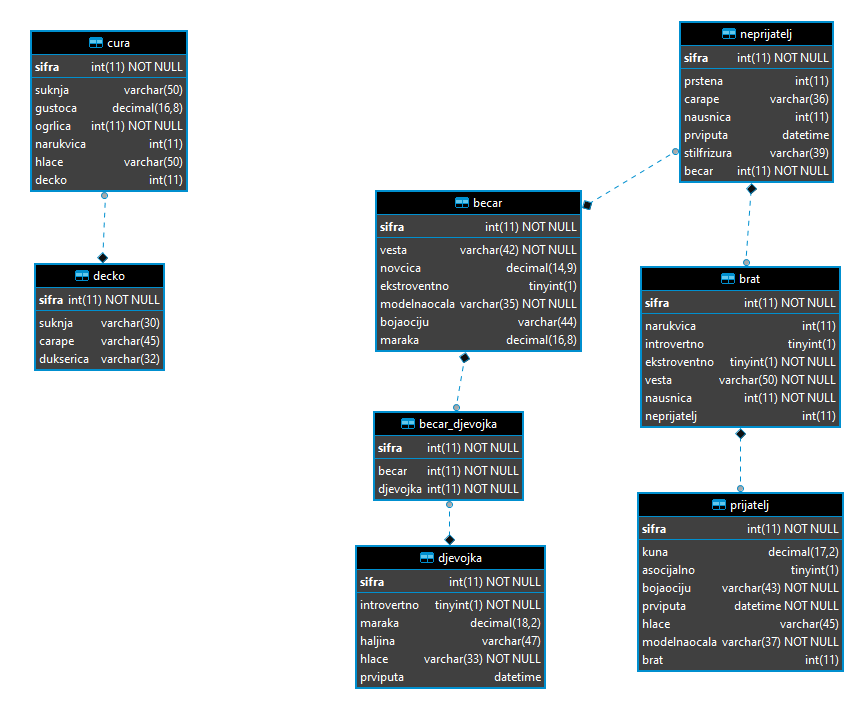 cura
sifra int(11) NOT NULL
suknja varchar(50)
gustoca decimal(16,8)
ogrlica int(11) NOT NULL
narukvica int(11)
hlace varchar(50)
decko int(11)
decko
sifra int(11) NOT NULL
suknja varchar(30)
carape varchar(45)
dukserica varchar(32)
becar
sifra int(11) NOT NULL
vesta varchar(42) NOT NULL
novcica decimal(14,9)
ekstroventno tinyint(1)
modelnaocala varchar(35) NOT NULL
bojaociju varchar(44)
maraka decimal(16,8)
becar_djevojka
sifra int(11) NOT NULL
becar int(11) NOT NULL
djevojka int(11) NOT NULL
djevojka
sifra int(11) NOT NULL
introvertno tinyint(1) NOT NULL
maraka decimal(18,2)
haljina varchar(47)
hlace varchar(33) NOT NULL
prviputa datetime
neprijatelj
sifra int(11) NOT NULL
prstena int(11)
carape varchar(36)
nausnica int(11)
prviputa datetime
stilfrizura varchar(39)
becar int(11) NOT NULL
brat
sifra int(11) NOT NULL
narukvica int(11)
introvertno tinyint(1)
ekstroventno tinyint(1) NOT NULL
vesta varchar(50) NOT NULL
nausnica int(11) NOT NULL
neprijatelj int(11)
prijatelj
sifra int(11) NOT NULL
kuna decimal(17,2)
asocijalno tinyint(1)
bojaociju varchar(43) NOT NULL
prviputa datetime NOT NULL
hlace varchar(45)
modelnaocala varchar(37) NOT NULL
brat int(11)